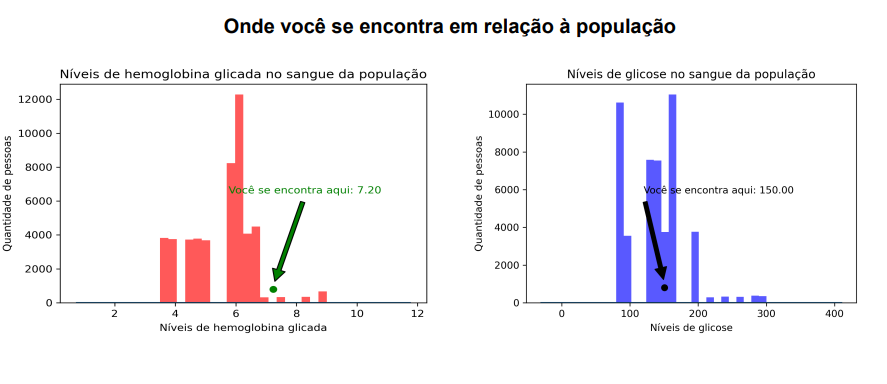 Onde você se encontra em relação à população
Níveis de hemoglobina glicada no sangue da população
Quantidade de pessoas
12000
10000
8000
6000
4000
2000
0
Você se encontra aqui: 7.20
2 4 6 8 10 12
Níveis de hemoglobina glicada
Níveis de glicose no sangue da população
Quantidade de pessoas
10000
8000
6000
4000
2000
0
Você se encontra aqui: 150.00
0 100 200 300 400
Níveis de glicose